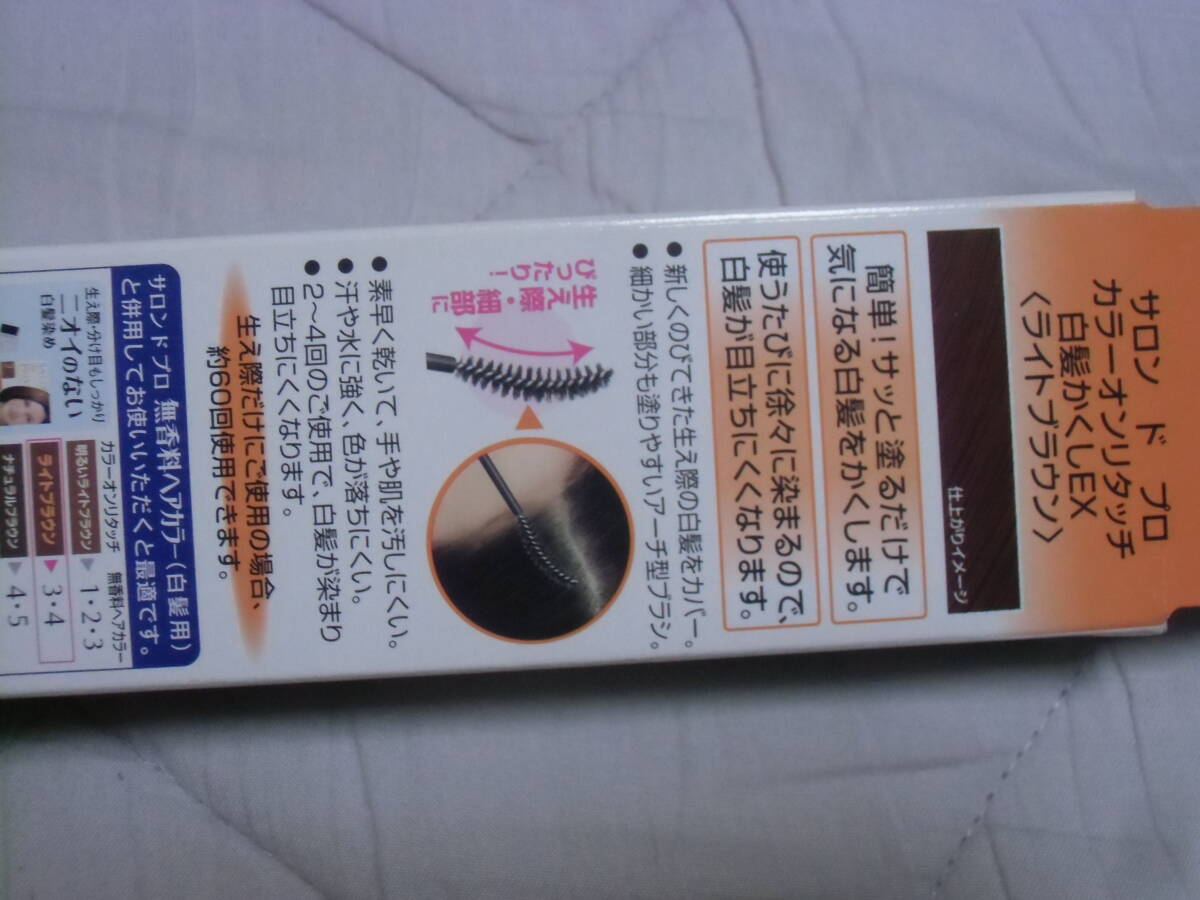 サロン ド プロ
カラーオンリタッチ
白髪かくしEX
〈ライトブラウン〉
仕上がりイメージ
簡単！サッと塗るだけで
気になる白髪をかくします。
使うたびに徐々に染まるので、
白髪が目立ちにくくなります。
● 新しくのびてきた生え際の白髪をカバー。
● 細かい部分も塗りやすいアーチ型ブラシ。
生え際・細部に
ぴったり！
● 素早く乾いて、手や肌を汚しにくい。
● 汗や水に強く、色が落ちにくい。
● 2〜4回のご使用で、白髪が染まり
目立ちにくくなります。
生え際だけにご使用の場合、
約60回使用できます。
サロン ド プロ 無香料ヘアカラー（白髪用）
と併用してお使いいただくと最適です。
生え際・分け目もしっかり
ニオイのない
白髪染め
カラーオンリタッチ 無香料ヘアカラー
明るいライトブラウン ▶ 1・2・3
ライトブラウン ▶ 3・4
ナチュラルブラウン ▶ 4・5